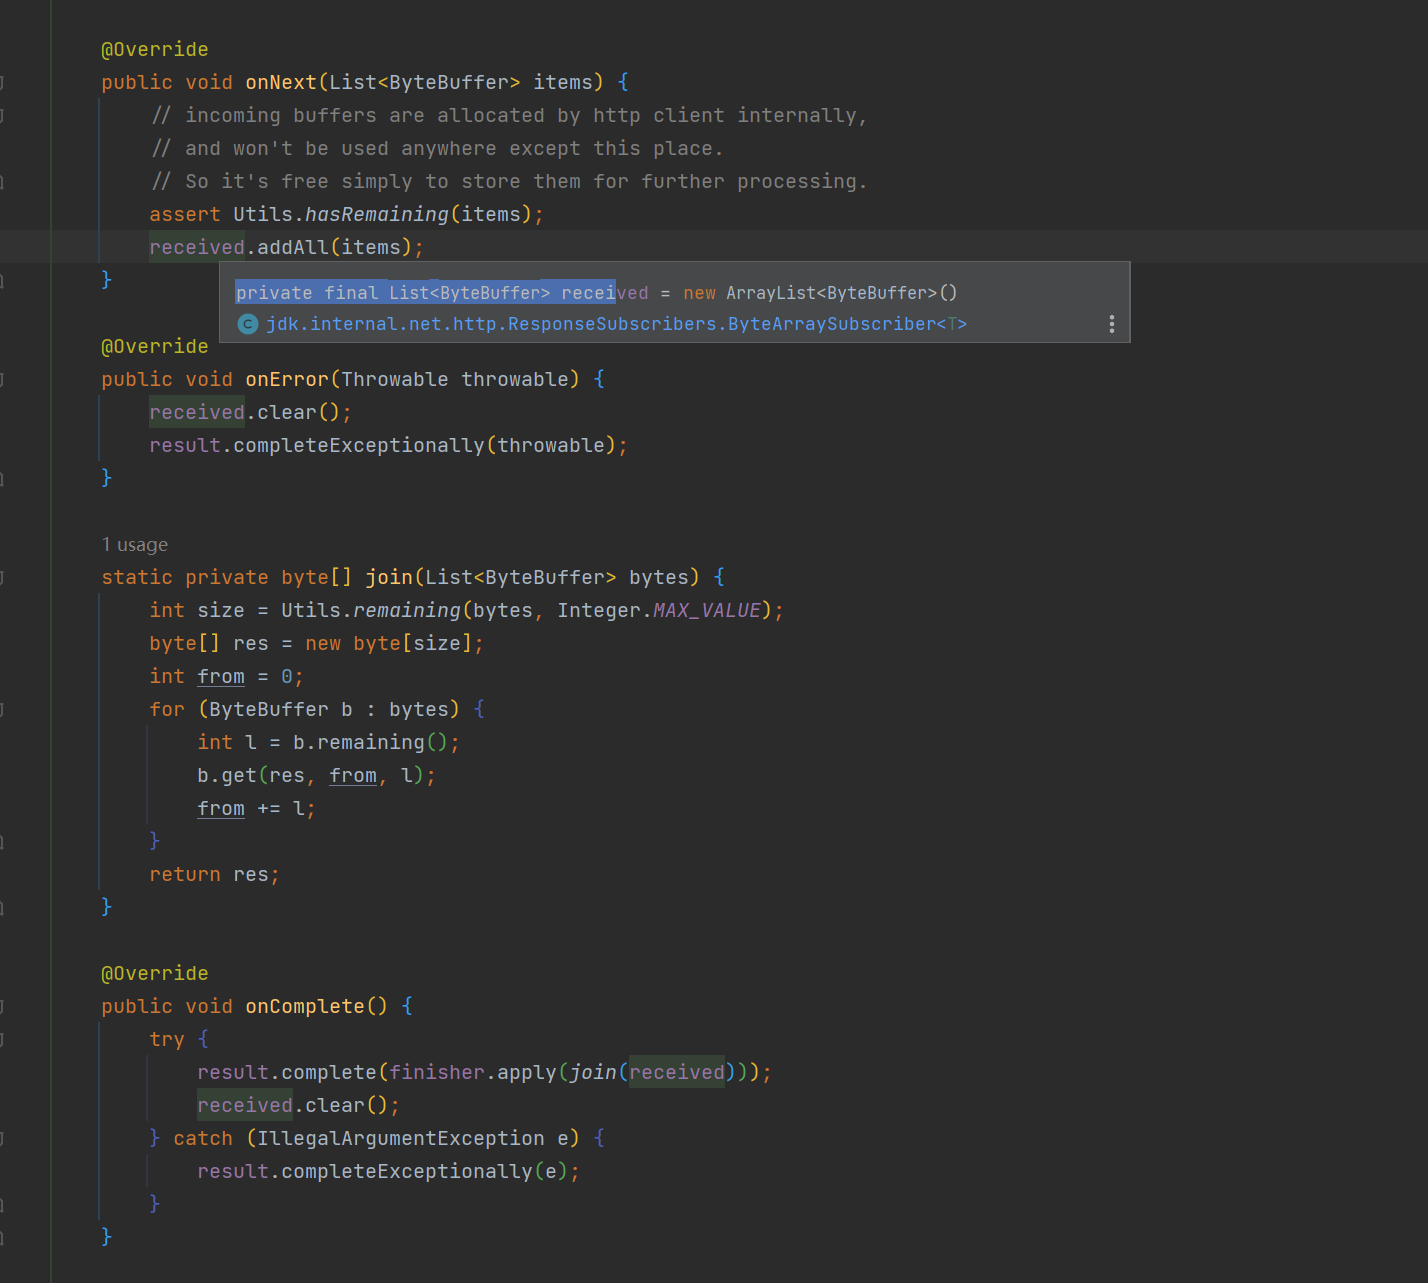 @Override
public void onNext(List<ByteBuffer> items) {
// incoming buffers are allocated by http client internally,
// and won't be used anywhere except this place.
// So it's free simply to store them for further processing.
assert Utils.hasRemaining(items);
received.addAll(items);
}
private final List<ByteBuffer> received = new ArrayList<ByteBuffer>()
C jdk.internal.net.http.ResponseSubscribers.ByteArraySubscriber<T>
@Override
public void onError(Throwable throwable) {
received.clear();
result.completeExceptionally(throwable);
}
1 usage
static private byte[] join(List<ByteBuffer> bytes) {
int size = Utils.remaining(bytes, Integer.MAX_VALUE);
byte[] res = new byte[size];
int from = 0;
for (ByteBuffer b : bytes) {
int l = b.remaining();
b.get(res, from, l);
from += l;
}
return res;
}
@Override
public void onComplete() {
try {
result.complete(finisher.apply(join(received)));
received.clear();
} catch (IllegalArgumentException e) {
result.completeExceptionally(e);
}
}